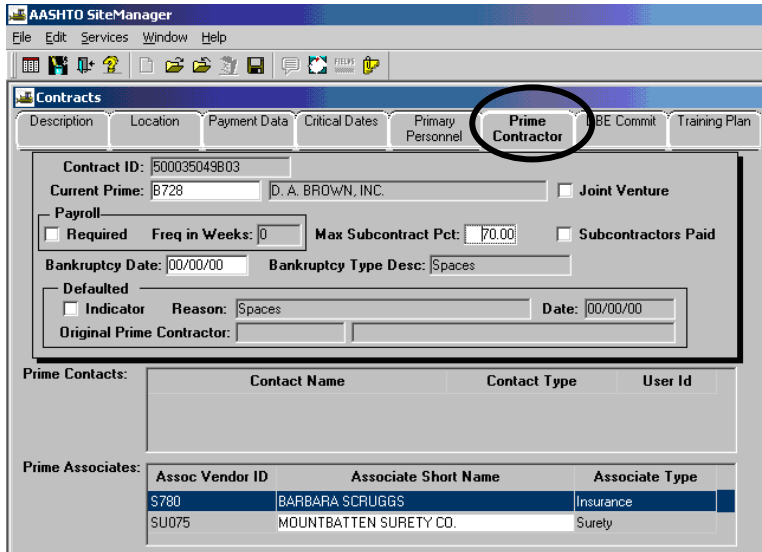 AASHTO SiteManager
File Edit Services Window Help
FIELDS
Contracts
Description Location Payment Data Critical Dates Primary Personnel Prime Contractor BE Commit Training Plan
Contract ID: 500035049B03
Current Prime: B728 D. A. BROWN, INC. Joint Venture
Payroll
Required Freq in Weeks: 0 Max Subcontract Pct: 70.00 Subcontractors Paid
Bankruptcy Date: 00/00/00 Bankruptcy Type Desc: Spaces
Defaulted
Indicator Reason: Spaces Date: 00/00/00
Original Prime Contractor:
Prime Contacts: Contact Name Contact Type User Id
Prime Associates: Assoc Vendor ID Associate Short Name Associate Type
S780 BARBARA SCRUGGS Insurance
SU075 MOUNTBATTEN SURETY CO. Surety